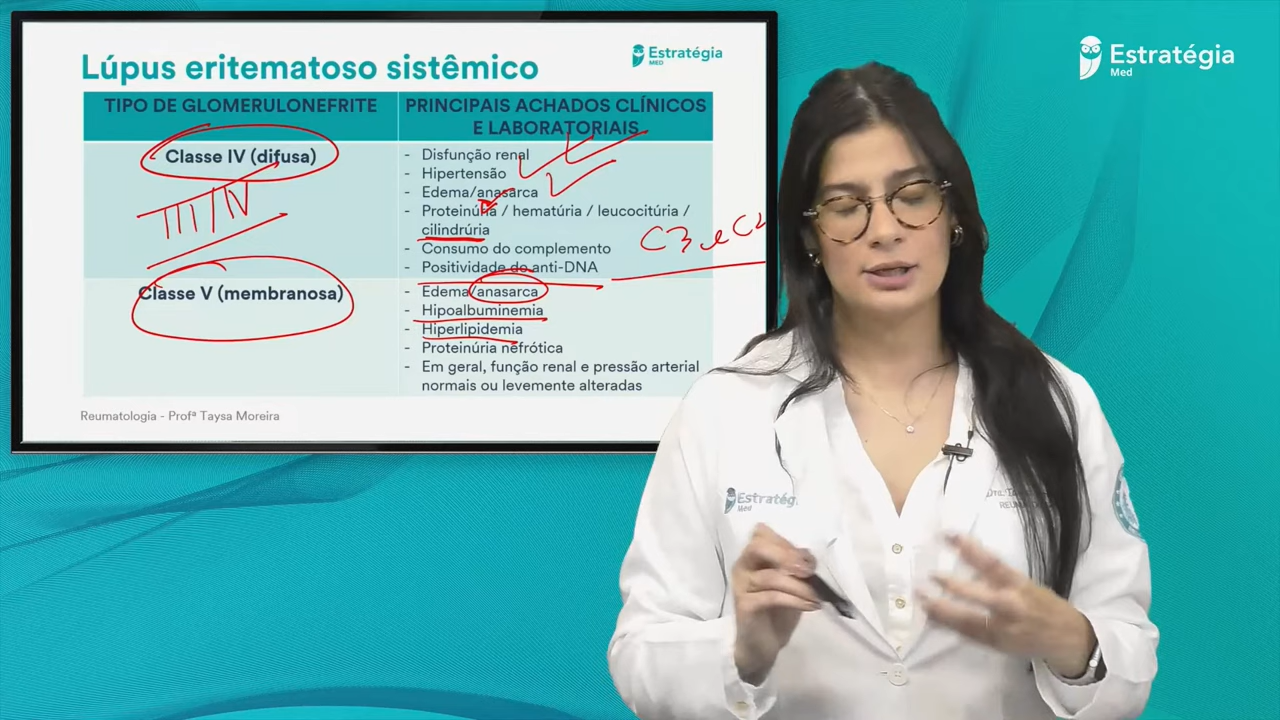 Lúpus eritematoso sistêmico
Estratégia
MED
TIPO DE GLOMERULONEFRITE
PRINCIPAIS ACHADOS CLÍNICOS
E LABORATORIAIS
Classe IV (difusa)
III/IV
- Disfunção renal
- Hipertensão
- Edema/anasarca
- Proteinúria / hematúria / leucocitúria /
cilindrúria
- Consumo do complemento
- Positividade do anti-DNA
C3 e
Classe V (membranosa)
- Edema/anasarca
- Hipoalbuminemia
- Hiperlipidemia
- Proteinúria nefrótica
- Em geral, função renal e pressão arterial
normais ou levemente alteradas
Reumatologia - Profª Taysa Moreira
Estratégia
Med
Estratég
Med